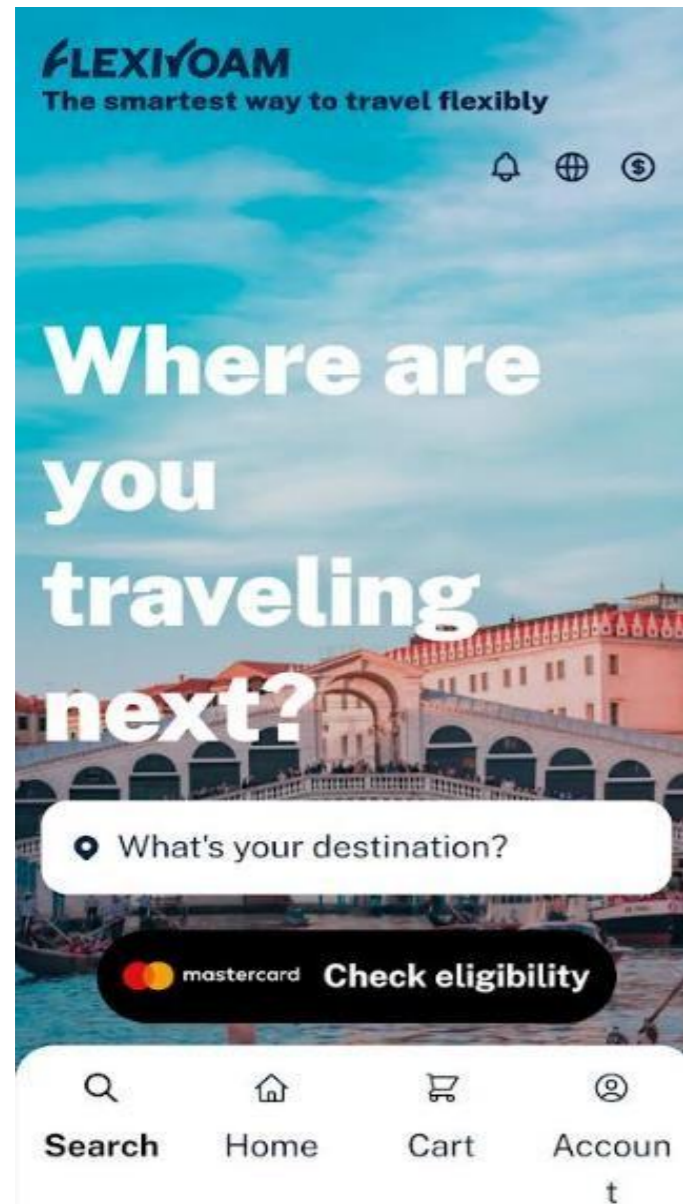 FLEXIYOAM
The smartest way to travel flexibly
Where are
you
traveling
next?
What's your destination?
mastercard Check eligibility
Search Home Cart Accoun
t